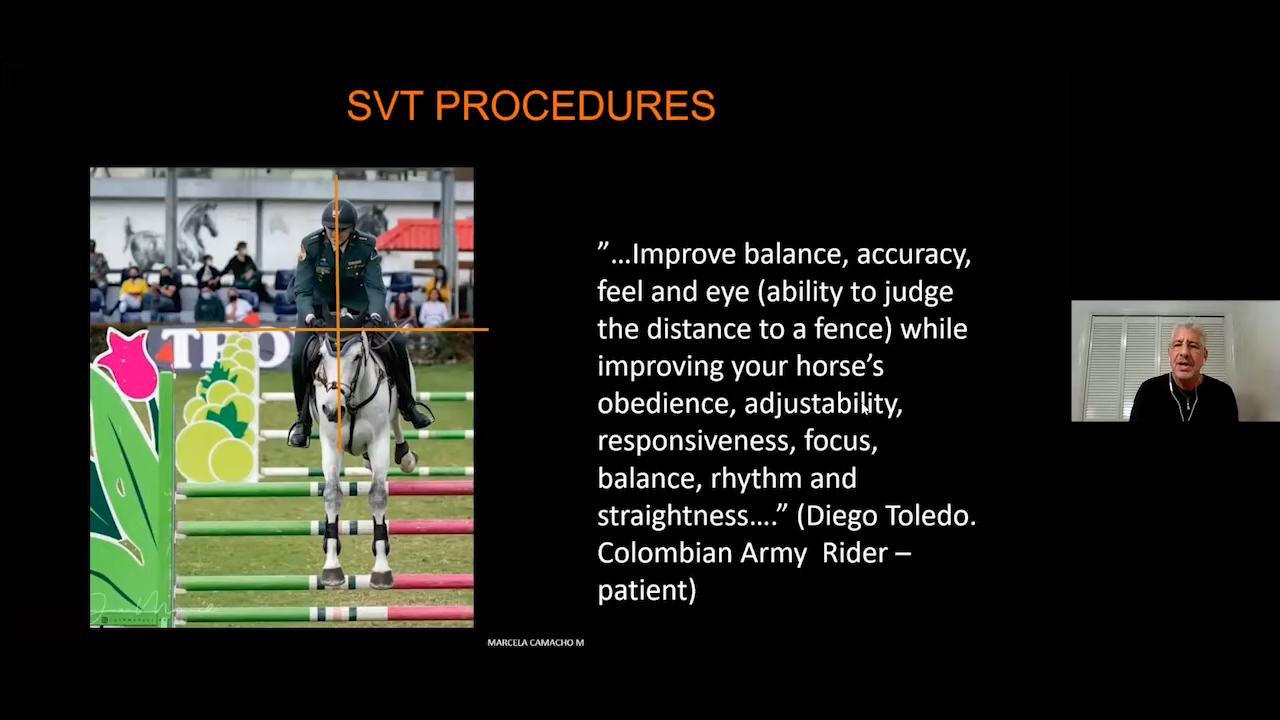 SVT PROCEDURES
”...Improve balance, accuracy,
feel and eye (ability to judge
the distance to a fence) while
improving your horse’s
obedience, adjustability,
responsiveness, focus,
balance, rhythm and
straightness….” (Diego Toledo.
Colombian Army  Rider –
patient)
MARCELA CAMACHO M